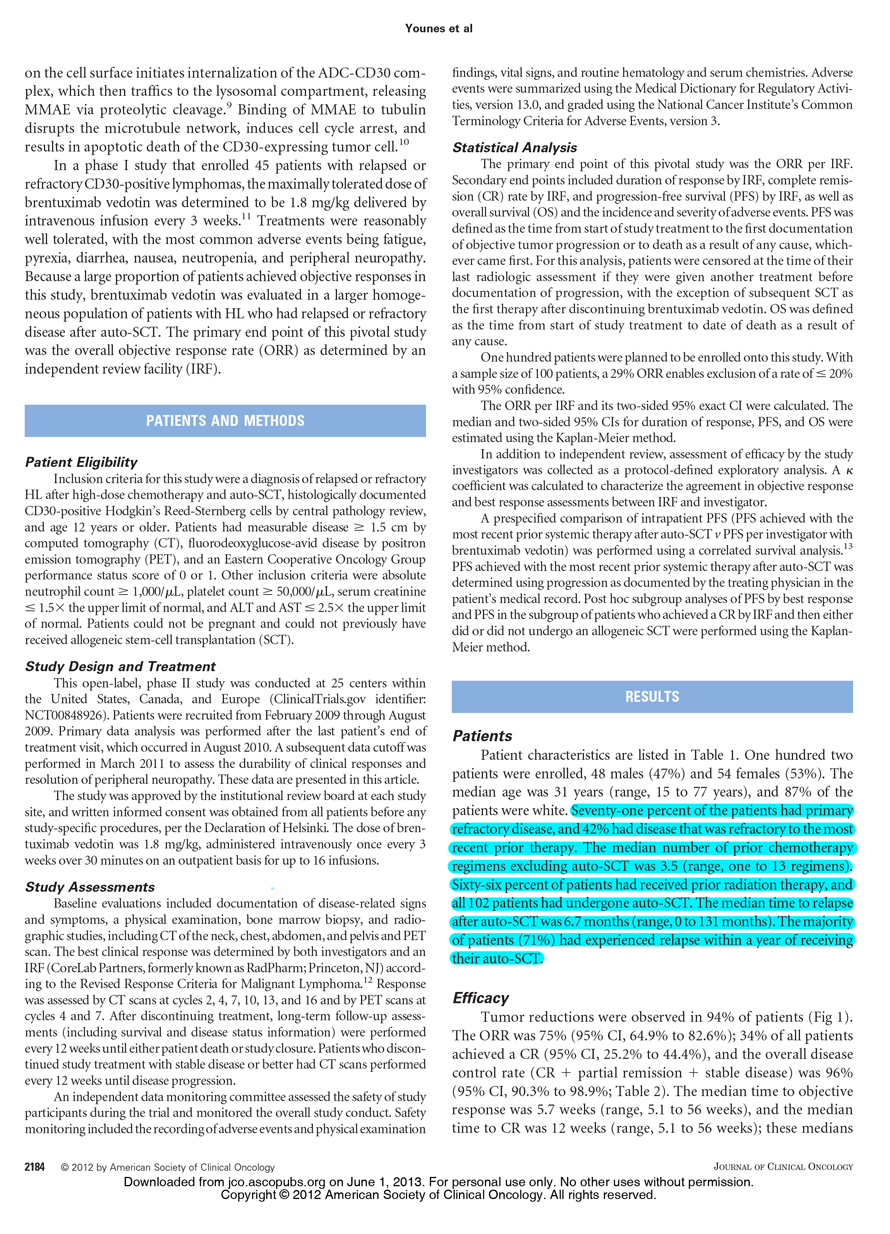 Younes et al
on the cell surface initiates internalization of the ADC-CD30 com-
plex, which then traffics to the lysosomal compartment, releasing
MMAE via proteolytic cleavage.9 Binding of MMAE to tubulin
disrupts the microtubule network, induces cell cycle arrest, and
results in apoptotic death of the CD30-expressing tumor cell.10
In a phase I study that enrolled 45 patients with relapsed or
refractory CD30-positive lymphomas, the maximally tolerated dose of
brentuximab vedotin was determined to be 1.8 mg/kg delivered by
intravenous infusion every 3 weeks.11 Treatments were reasonably
well tolerated, with the most common adverse events being fatigue,
pyrexia, diarrhea, nausea, neutropenia, and peripheral neuropathy.
Because a large proportion of patients achieved objective responses in
this study, brentuximab vedotin was evaluated in a larger homoge-
neous population of patients with HL who had relapsed or refractory
disease after auto-SCT. The primary end point of this pivotal study
was the overall objective response rate (ORR) as determined by an
independent review facility (IRF).
PATIENTS AND METHODS
Patient Eligibility
Inclusion criteria for this study were a diagnosis of relapsed or refractory
HL after high-dose chemotherapy and auto-SCT, histologically documented
CD30-positive Hodgkin's Reed-Sternberg cells by central pathology review,
and age 12 years or older. Patients had measurable disease ≥ 1.5 cm by
computed tomography (CT), fluorodeoxyglucose-avid disease by positron
emission tomography (PET), and an Eastern Cooperative Oncology Group
performance status score of 0 or 1. Other inclusion criteria were absolute
neutrophil count ≥ 1,000/μL, platelet count ≥ 50,000/μL, serum creatinine
≤ 1.5× the upper limit of normal, and ALT and AST ≤ 2.5× the upper limit
of normal. Patients could not be pregnant and could not previously have
received allogeneic stem-cell transplantation (SCT).
Study Design and Treatment
This open-label, phase II study was conducted at 25 centers within
the United States, Canada, and Europe (ClinicalTrials.gov identifier:
NCT00848926). Patients were recruited from February 2009 through August
2009. Primary data analysis was performed after the last patient's end of
treatment visit, which occurred in August 2010. A subsequent data cutoff was
performed in March 2011 to assess the durability of clinical responses and
resolution of peripheral neuropathy. These data are presented in this article.
The study was approved by the institutional review board at each study
site, and written informed consent was obtained from all patients before any
study-specific procedures, per the Declaration of Helsinki. The dose of bren-
tuximab vedotin was 1.8 mg/kg, administered intravenously once every 3
weeks over 30 minutes on an outpatient basis for up to 16 infusions.
Study Assessments
Baseline evaluations included documentation of disease-related signs
and symptoms, a physical examination, bone marrow biopsy, and radio-
graphic studies, including CT of the neck, chest, abdomen, and pelvis and PET
scan. The best clinical response was determined by both investigators and an
IRF (CoreLab Partners, formerly known as RadPharm; Princeton, NJ) accord-
ing to the Revised Response Criteria for Malignant Lymphoma.12 Response
was assessed by CT scans at cycles 2, 4, 7, 10, 13, and 16 and by PET scans at
cycles 4 and 7. After discontinuing treatment, long-term follow-up assess-
ments (including survival and disease status information) were performed
every 12 weeks until either patient death or study closure. Patients who discon-
tinued study treatment with stable disease or better had CT scans performed
every 12 weeks until disease progression.
An independent data monitoring committee assessed the safety of study
participants during the trial and monitored the overall study conduct. Safety
monitoring included the recording of adverse events and physical examination
findings, vital signs, and routine hematology and serum chemistries. Adverse
events were summarized using the Medical Dictionary for Regulatory Activi-
ties, version 13.0, and graded using the National Cancer Institute's Common
Terminology Criteria for Adverse Events, version 3.
Statistical Analysis
The primary end point of this pivotal study was the ORR per IRF.
Secondary end points included duration of response by IRF, complete remis-
sion (CR) rate by IRF, and progression-free survival (PFS) by IRF, as well as
overall survival (OS) and the incidence and severity of adverse events. PFS was
defined as the time from start of study treatment to the first documentation
of objective tumor progression or to death as a result of any cause, which-
ever came first. For this analysis, patients were censored at the time of their
last radiologic assessment if they were given another treatment before
documentation of progression, with the exception of subsequent SCT as
the first therapy after discontinuing brentuximab vedotin. OS was defined
as the time from start of study treatment to date of death as a result of
any cause.
One hundred patients were planned to be enrolled onto this study. With
a sample size of 100 patients, a 29% ORR enables exclusion of a rate of ≤ 20%
with 95% confidence.
The ORR per IRF and its two-sided 95% exact CI were calculated. The
median and two-sided 95% CIs for duration of response, PFS, and OS were
estimated using the Kaplan-Meier method.
In addition to independent review, assessment of efficacy by the study
investigators was collected as a protocol-defined exploratory analysis. A κ
coefficient was calculated to characterize the agreement in objective response
and best response assessments between IRF and investigator.
A prespecified comparison of intrapatient PFS (PFS achieved with the
most recent prior systemic therapy after auto-SCT v PFS per investigator with
brentuximab vedotin) was performed using a correlated survival analysis.13
PFS achieved with the most recent prior systemic therapy after auto-SCT was
determined using progression as documented by the treating physician in the
patient's medical record. Post hoc subgroup analyses of PFS by best response
and PFS in the subgroup of patients who achieved a CR by IRF and then either
did or did not undergo an allogeneic SCT were performed using the Kaplan-
Meier method.
RESULTS
Patients
Patient characteristics are listed in Table 1. One hundred two
patients were enrolled, 48 males (47%) and 54 females (53%). The
median age was 31 years (range, 15 to 77 years), and 87% of the
patients were white. Seventy-one percent of the patients had primary
refractory disease, and 42% had disease that was refractory to the most
recent prior therapy. The median number of prior chemotherapy
regimens excluding auto-SCT was 3.5 (range, one to 13 regimens).
Sixty-six percent of patients had received prior radiation therapy, and
all 102 patients had undergone auto-SCT. The median time to relapse
after auto-SCT was 6.7 months (range, 0 to 131 months). The majority
of patients (71%) had experienced relapse within a year of receiving
their auto-SCT.
Efficacy
Tumor reductions were observed in 94% of patients (Fig 1).
The ORR was 75% (95% CI, 64.9% to 82.6%); 34% of all patients
achieved a CR (95% CI, 25.2% to 44.4%), and the overall disease
control rate (CR + partial remission + stable disease) was 96%
(95% CI, 90.3% to 98.9%; Table 2). The median time to objective
response was 5.7 weeks (range, 5.1 to 56 weeks), and the median
time to CR was 12 weeks (range, 5.1 to 56 weeks); these medians
2184 © 2012 by American Society of Clinical Oncology
JOURNAL OF CLINICAL ONCOLOGY
Downloaded from jco.ascopubs.org on June 1, 2013. For personal use only. No other uses without permission.
Copyright © 2012 American Society of Clinical Oncology. All rights reserved.